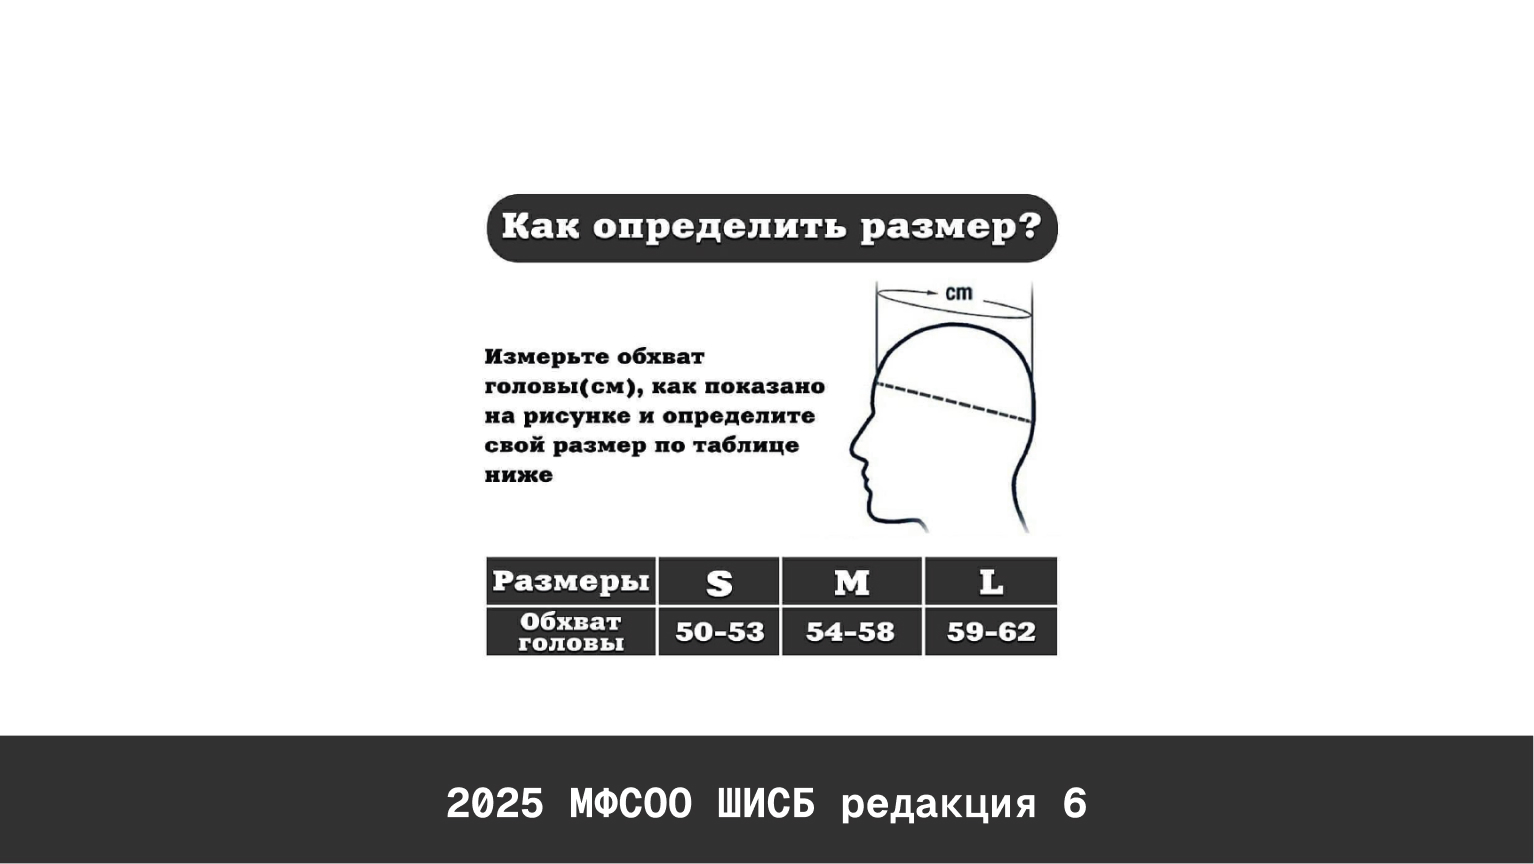 Как определить размер?
cm
Измерьте обхват
головы(см), как показано
на рисунке и определите
свой размер по таблице
ниже
Размеры S M L
Обхват головы 50-53 54-58 59-62
2025 МФСОО ШИСБ редакция 6